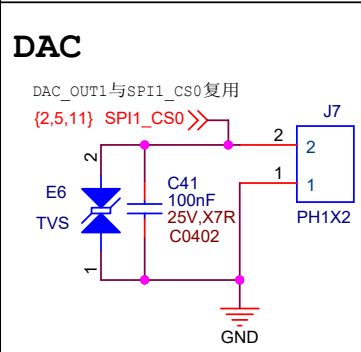 DAC
DAC_OUT1与SPI1_CS0复用
{2,5,11} SPI1_CS0
J7
2
2
2
1
1
E6
TVS
1
C41
100nF
25V,X7R
C0402
PH1X2
GND